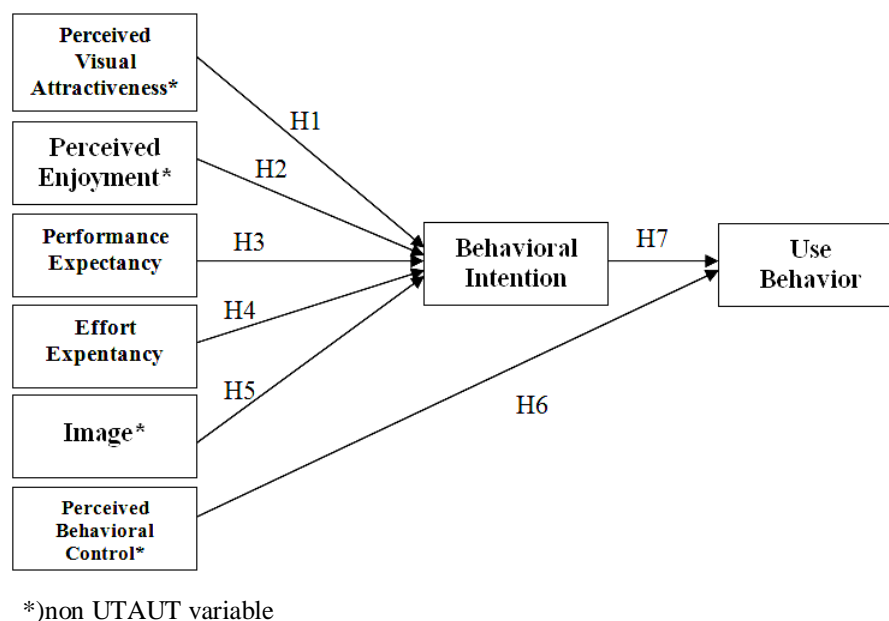 Perceived
Visual
Attractiveness*
H1
Perceived
Enjoyment*
H2
Performance
Expectancy
H3
Behavioral
Intention
H7
Use
Behavior
Effort
Expentancy
H4
Image*
H5
H6
Perceived
Behavioral
Control*
*)non UTAUT variable